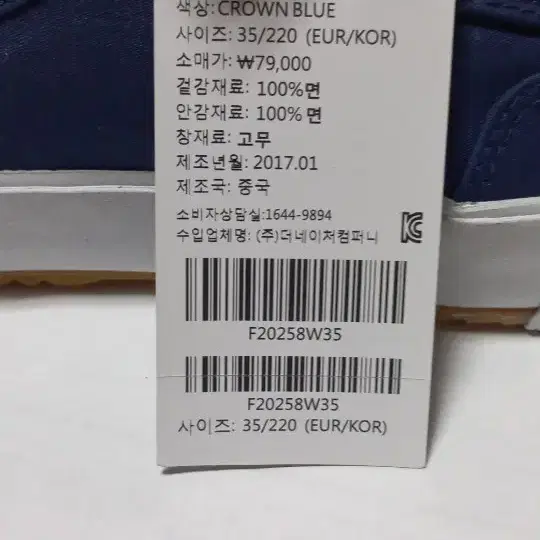 색상: CROWN BLUE
사이즈: 35/220 (EUR/KOR)
소매가: ₩79,000
겉감재료: 100%면
안감재료: 100%면
창재료: 고무
제조년월: 2017.01
제조국: 중국
소비자상담실:1644-9894
수입업체명: (주)더네이처컴퍼니
F20258W35
F20258W35
사이즈: 35/220 (EUR/KOR)